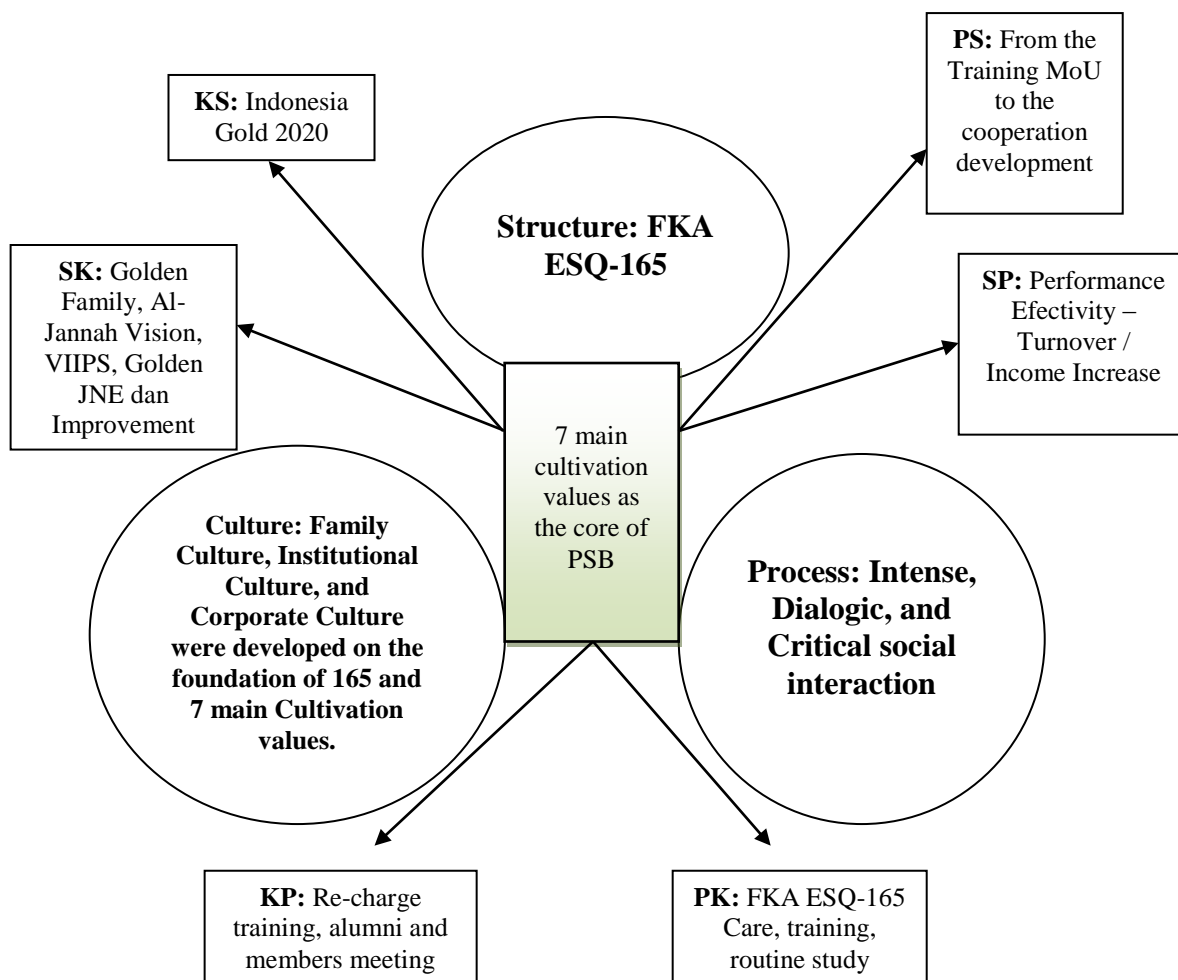 PS: From the
Training MoU
to the
cooperation
development
KS: Indonesia
Gold 2020
Structure: FKA
ESQ-165
SK: Golden
Family, Al-
Jannah Vision,
VIIPS, Golden
JNE dan
Improvement
SP: Performance
Efectivity –
Turnover /
Income Increase
7 main
cultivation
values as
the core of
PSB
Culture: Family
Culture, Institutional
Culture, and
Corporate Culture
were developed on the
foundation of 165 and
7 main Cultivation
values.
Process: Intense,
Dialogic, and
Critical social
interaction
KP: Re-charge
training, alumni and
members meeting
PK: FKA ESQ-165
Care, training,
routine study